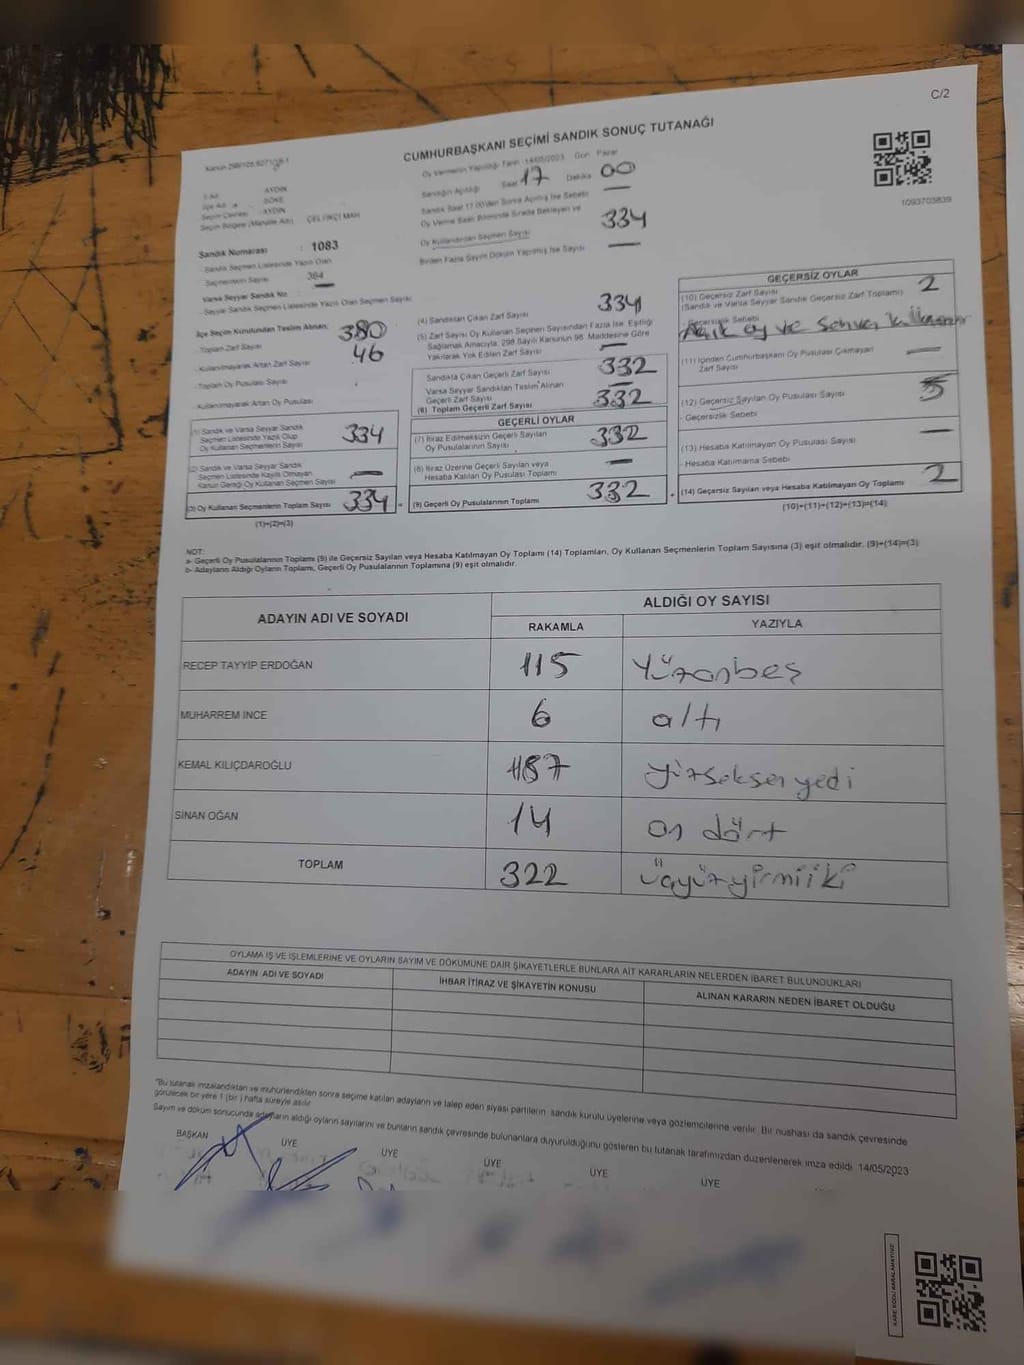 C/2
CUMHURBAŞKANI SEÇİMİ SANDIK SONUÇ TUTANAĞI
Oy Vermenin Yapıldığı Tarih 14/05/2023 Gün Pazar
Sandığın Açıldığı Saat 17 Dakika 00
Sandık Saat 17:00'den Sonra Açılmış İse Sebebi —
Oy Verme Saati Bitiminde Sırada Bekleyen ve
Oy Kullandıran Seçmen Sayısı 334
Birden Fazla Sayım Döküm Yapılmış İse Sayısı —
1093703839
AYDIN
SÖKE
AYDIN
Seçim Bölgesi (Mahalle Adı) ÇELTİKÇİ MAH
Sandık Numarası : 1083
- Sandık Seçmen Listesinde Yazılı Olan
Seçmenlerin Sayısı 364
Varsa Seyyar Sandık No —
- Seyyar Sandık Seçmen Listesinde Yazılı Olan Seçmen Sayısı
İlçe Seçim Kurulundan Teslim Alınan:
- Toplam Zarf Sayısı 380
- Kullanılmayarak Artan Zarf Sayısı 46
- Toplam Oy Pusulası Sayısı
- Kullanılmayarak Artan Oy Pusulası
(1) Sandık ve Varsa Seyyar Sandık
Seçmen Listesinde Yazılı Olup
Oy Kullanan Seçmenlerin Sayısı 334
(2) Sandık ve Varsa Seyyar Sandık
Seçmen Listesinde Kayıtlı Olmayan
Kanun Gereği Oy Kullanan Seçmen Sayısı —
(3) Oy Kullanan Seçmenlerin Toplam Sayısı 334 =
(1)+(2)=(3)
(4) Sandıktan Çıkan Zarf Sayısı 334
(5) Zarf Sayısı Oy Kullanan Seçmen Sayısından Fazla İse, Eşitliği
Sağlamak Amacıyla, 298 Sayılı Kanunun 98. Maddesine Göre
Yakılarak Yok Edilen Zarf Sayısı —
Sandıkta Çıkan Geçerli Zarf Sayısı 332
Varsa Seyyar Sandıktan Teslim Alınan
Geçerli Zarf Sayısı —
(6) Toplam Geçerli Zarf Sayısı 332
GEÇERLİ OYLAR
(7) İtiraz Edilmeksizin Geçerli Sayılan
Oy Pusulalarının Sayısı 332
(8) İtiraz Üzerine Geçerli Sayılan veya
Hesaba Katılan Oy Pusulası Toplamı —
(9) Geçerli Oy Pusulalarının Toplamı 332 +
GEÇERSİZ OYLAR
(10) Geçersiz Zarf Sayısı 2
(Sandık ve Varsa Seyyar Sandık Geçersiz Zarf Toplamı)
- Geçersizlik Sebebi
Açık oy ve
(11) İçinden Cumhurbaşkanı Oy Pusulası Çıkmayan
Zarf Sayısı —
(12) Geçersiz Sayılan Oy Pusulası Sayısı
- Geçersizlik Sebebi
(13) Hesaba Katılmayan Oy Pusulası Sayısı —
- Hesaba Katılmama Sebebi
(14) Geçersiz Sayılan veya Hesaba Katılmayan Oy Toplamı 2
(10)+(11)+(12)+(13)=(14)
NOT:
a- Geçerli Oy Pusulalarının Toplamı (9) ile Geçersiz Sayılan veya Hesaba Katılmayan Oy Toplamı (14) Toplamları, Oy Kullanan Seçmenlerin Toplam Sayısına (3) eşit olmalıdır. (9)+(14)=(3)
b- Adayların Aldığı Oyların Toplamı, Geçerli Oy Pusulalarının Toplamına (9) eşit olmalıdır.
ADAYIN ADI VE SOYADI
ALDIĞI OY SAYISI
RAKAMLA YAZIYLA
RECEP TAYYİP ERDOĞAN 115 Yüzonbeş
MUHARREM İNCE 6 altı
KEMAL KILIÇDAROĞLU 187 yüzseksenyedi
SİNAN OĞAN 14 on dört
TOPLAM 322 üçyüzyirmiiki
OYLAMA İŞ VE İŞLEMLERİNE VE OYLARIN SAYIM VE DÖKÜMÜNE DAİR ŞİKAYETLERLE BUNLARA AİT KARARLARIN NELERDEN İBARET BULUNDUKLARI
ADAYIN ADI VE SOYADI İHBAR İTİRAZ VE ŞİKAYETİN KONUSU ALINAN KARARIN NEDEN İBARET OLDUĞU
"Bu tutanak imzalandıktan ve mühürlendikten sonra seçime katılan adayların ve talep eden siyasi partilerin sandık kurulu üyelerine veya gözlemcilerine verilir. Bir nüshası da sandık çevresinde
görülecek bir yere 1 (bir) hafta süreyle asılır.
Sayım ve döküm sonucunda adayların aldığı oyların sayılarını ve bunların sandık çevresinde bulunanlara duyurulduğunu gösteren bu tutanak tarafımızdan düzenlenerek imza edildi. 14/05/2023
BAŞKAN ÜYE ÜYE ÜYE ÜYE ÜYE
KARE KODU KARALAMAYINIZ